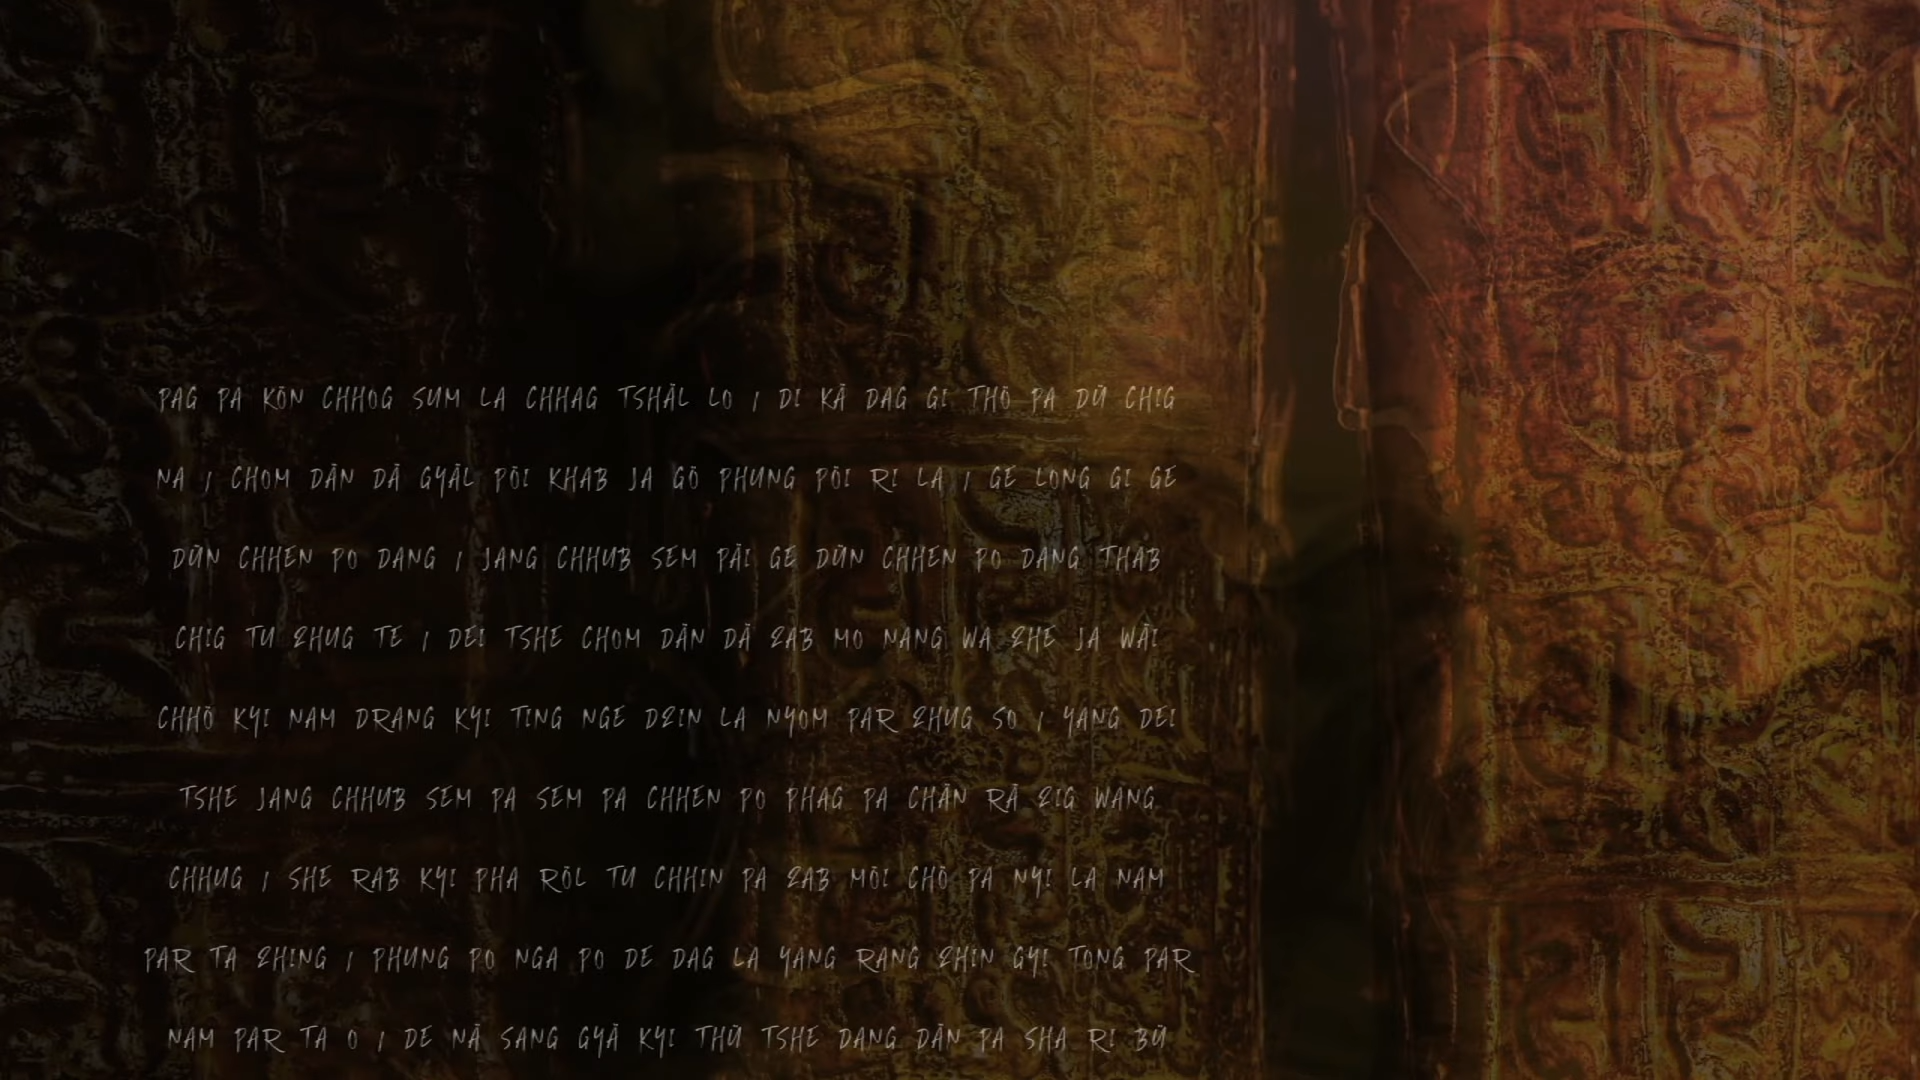 PAG PA KÖN CHHOG SUM LA CHHAG TSHÄL LO / DI KÄ DAG GI THÖ PA DÜ CHIG
NA / CHOM DÄN DÄ GYÄL PÖI KHAB JA GÖ PHUNG PÖI RI LA / GE LONG GI GE
DÜN CHHEN PO DANG / JANG CHHUB SEM PÄI GE DÜN CHHEN PO DANG THAB
CHIG TU ZHUG TE / DEI TSHE CHOM DÄN DÄ ZAB MO NANG WA ZHE JA WÄI
CHHÖ KYI NAM DRANG KYI TING NGE DZIN LA NYOM PAR ZHUG SO / YANG DEI
TSHE JANG CHHUB SEM PA SEM PA CHHEN PO PHAG PA CHÄN RÄ ZIG WANG
CHHUG / SHE RAB KYI PHA RÖL TU CHHIN PA ZAB MÖI CHÖ PA NYI LA NAM
PAR TA ZHING / PHUNG PO NGA PO DE DAG LA YANG RANG ZHIN GYI TONG PAR
NAM PAR TA O / DE NÄ SANG GYÄ KYI THÜ TSHE DANG DÄN PA SHA RI BÜ